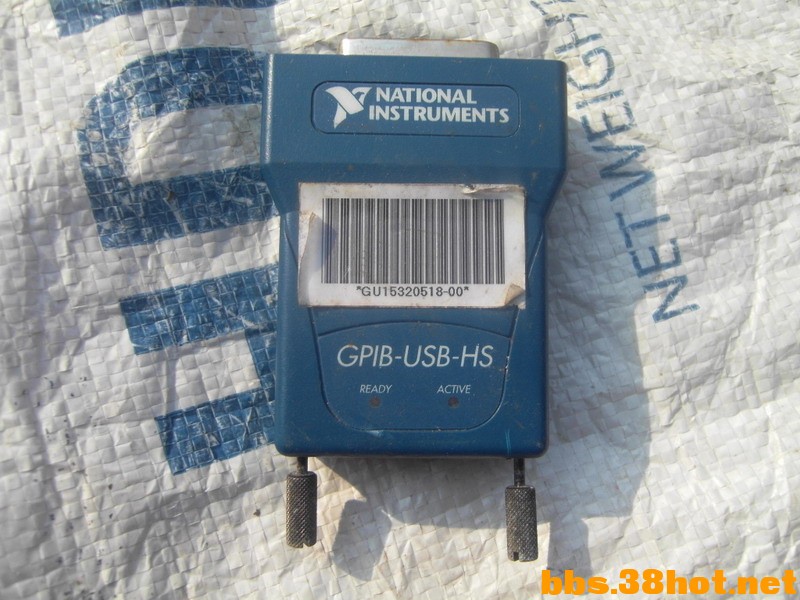 NATIONAL
INSTRUMENTS
*GU15320518-00*
GPIB-USB-HS
READY ACTIVE
NET WEIGH
bbs.38hot.net